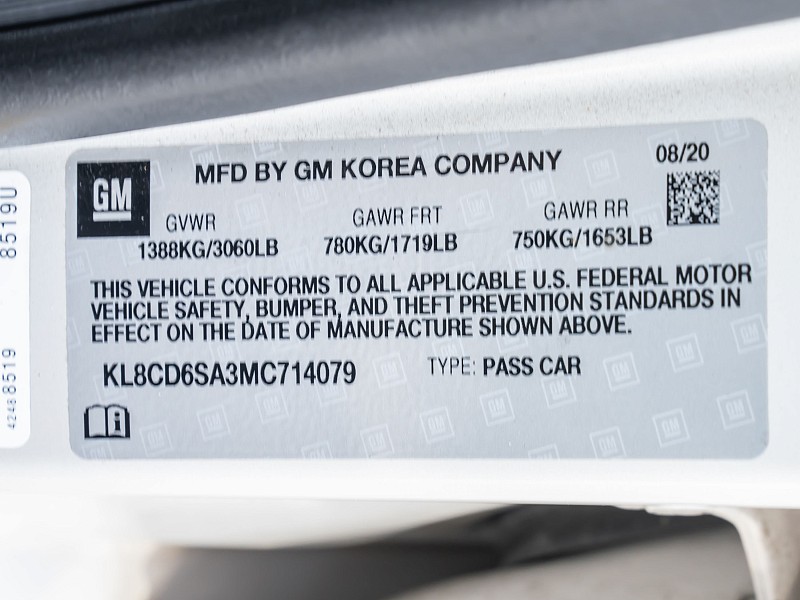 MFD BY GM KOREA COMPANY
08/20
GM
GVWR
GAWR FRT
GAWR RR
1388KG/3060LB
780KG/1719LB
750KG/1653LB
THIS VEHICLE CONFORMS TO ALL APPLICABLE U.S. FEDERAL MOTOR
VEHICLE SAFETY, BUMPER, AND THEFT PREVENTION STANDARDS IN
EFFECT ON THE DATE OF MANUFACTURE SHOWN ABOVE.
KL8CD6SA3MC714079
TYPE: PASS CAR
8519U
42468519